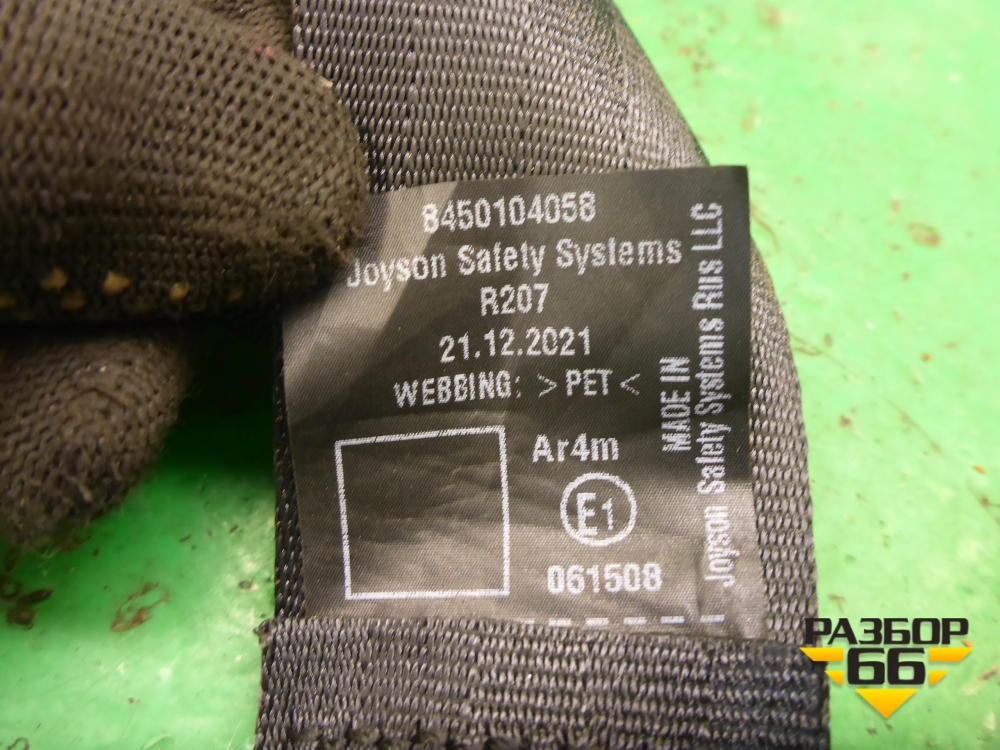 8450104058
Joyson Safety Systems
R207
21.12.2021
WEBBING: >PET<
Ar4m
E1
061508
MADE IN
Joyson Safety Systems Rus LLC
РАЗБОР
66